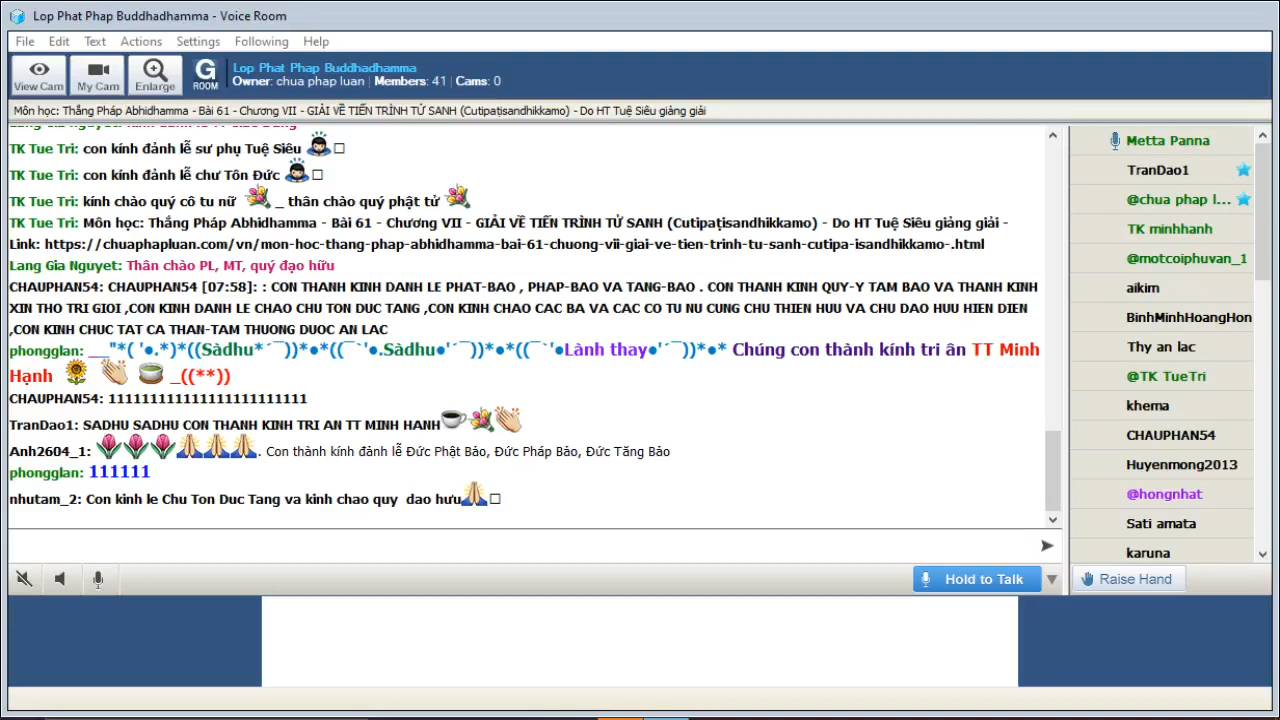 Lop Phat Phap Buddhadhamma - Voice Room
File Edit Text Actions Settings Following Help
View Cam My Cam Enlarge G ROOM
Lop Phat Phap Buddhadhamma
Owner: chua phap luan | Members: 41 | Cams: 0
Môn học: Thắng Pháp Abhidhamma - Bài 61 - Chương VII - GIẢI VỀ TIẾN TRÌNH TỬ SANH (Cutipaṭisandhikkamo) - Do HT Tuệ Siêu giảng giải
TK Tue Tri: con kính đảnh lễ sư phụ Tuệ Siêu
TK Tue Tri: con kính đảnh lễ chư Tôn Đức
TK Tue Tri: kính chào quý cô tu nữ _ thân chào quý phật tử
TK Tue Tri: Môn học: Thắng Pháp Abhidhamma - Bài 61 - Chương VII - GIẢI VỀ TIẾN TRÌNH TỬ SANH (Cutipaṭisandhikkamo) - Do HT Tuệ Siêu giảng giải -
Link: https://chuaphapluan.com/vn/mon-hoc-thang-phap-abhidhamma-bai-61-chuong-vii-giai-ve-tien-trinh-tu-sanh-cutipa-isandhikkamo-.html
Lang Gia Nguyet: Thân chào PL, MT, quý đạo hữu
CHAUPHAN54: CHAUPHAN54 [07:58]: : CON THANH KINH DANH LE PHAT-BAO , PHAP-BAO VA TANG-BAO . CON THANH KINH QUY-Y TAM BAO VA THANH KINH
XIN THO TRI GIOI ,CON KINH DANH LE CHAO CHU TON DUC TANG ,CON KINH CHAO CAC BA VA CAC CO TU NU CUNG CHU THIEN HUU VA CHU DAO HUU HIEN DIEN
,CON KINH CHUC TAT CA THAN-TAM THUONG DUOC AN LAC
phongglan: __"*( '●.*)*((Sàdhu*´¯))*●*((¯`'●.Sàdhu●'´¯))*●*((¯`'●Lành thay●'´¯))*●* Chúng con thành kính tri ân TT Minh
Hạnh _((**))
CHAUPHAN54: 1111111111111111111111111
TranDao1: SADHU SADHU CON THANH KINH TRI AN TT MINH HANH
Anh2604_1: . Con thành kính đảnh lễ Đức Phật Bảo, Đức Pháp Bảo, Đức Tăng Bảo
phongglan: 111111
nhutam_2: Con kinh le Chu Ton Duc Tang va kinh chao quy dao hưu
Hold to Talk
Metta Panna
TranDao1
@chua phap l...
TK minhhanh
@motcoiphuvan_1
aikim
BinhMinhHoangHon
Thy an lac
@TK TueTri
khema
CHAUPHAN54
Huyenmong2013
@hongnhat
Sati amata
karuna
Raise Hand